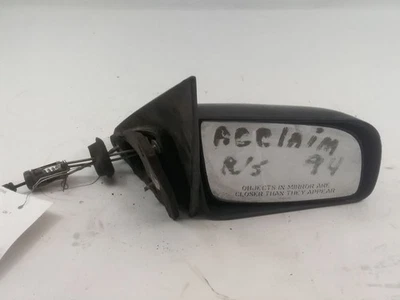 Acclaim
R/s 94
OBJECTS IN MIRROR ARE
CLOSER THAN THEY APPEAR